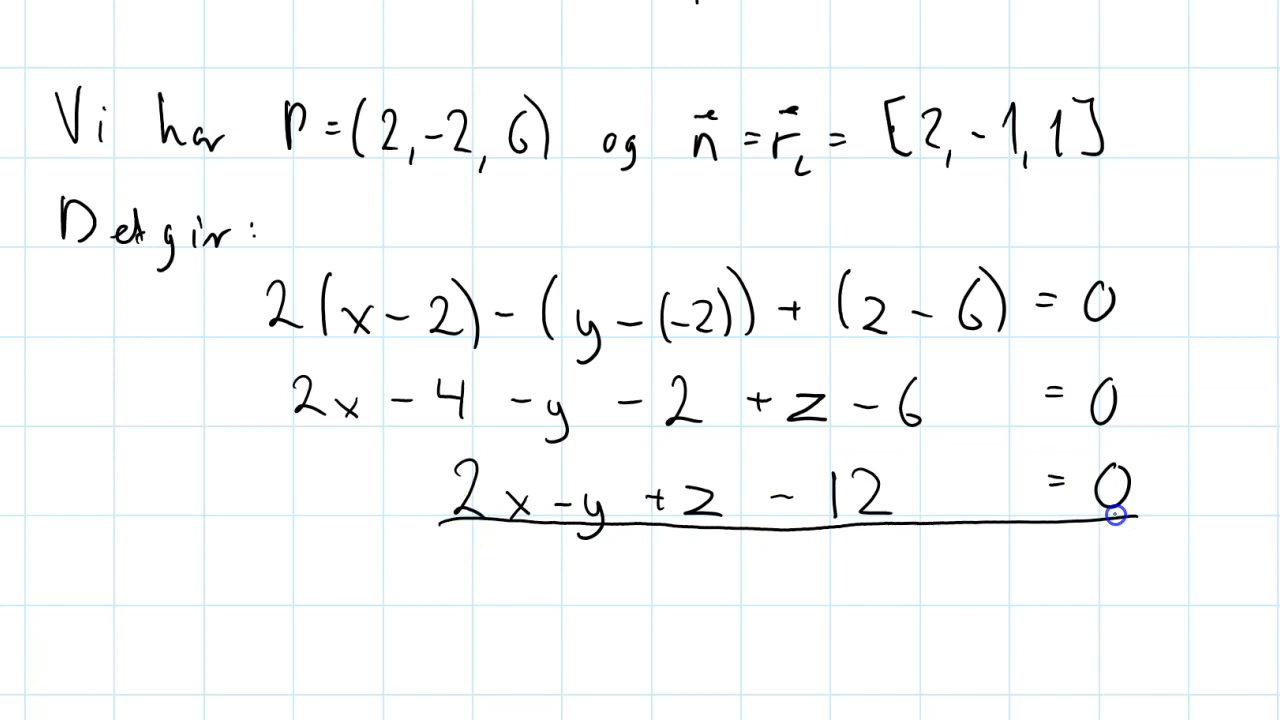 Vi har P = (2, -2, 6) og n⃗ = r⃗_L = [2, -1, 1]
Det gir:
2(x - 2) - (y - (-2)) + (z - 6) = 0
2x - 4 - y - 2 + z - 6 = 0
2x - y + z - 12 = 0